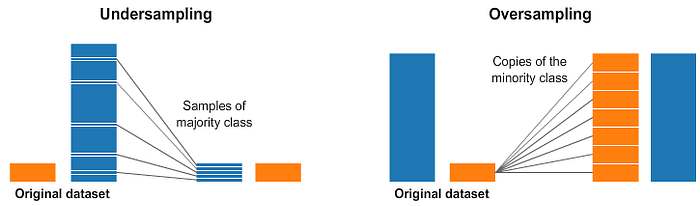 Undersampling
Samples of
majority class
Original dataset
Oversampling
Copies of the
minority class
Original dataset